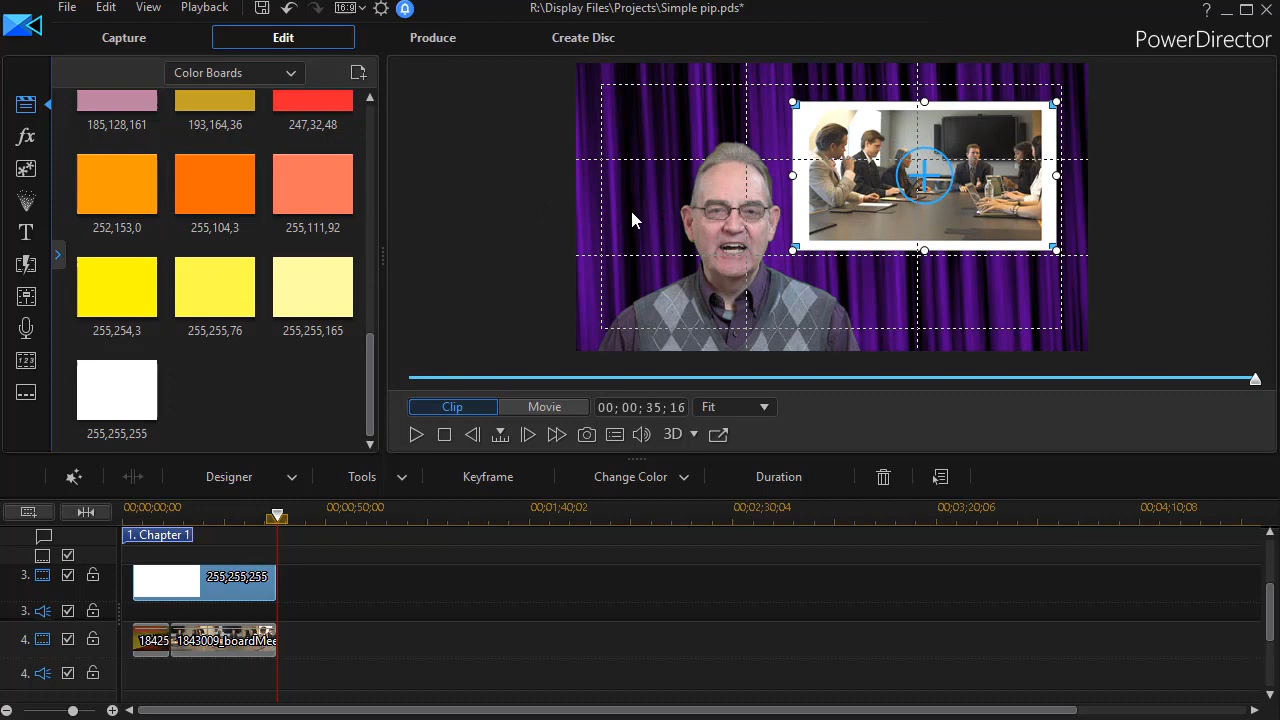 File Edit View Playback 16:9 R:\Display Files\Projects\Simple pip.pds*
Capture Edit Produce Create Disc PowerDirector
Color Boards
185,128,161 193,164,36 247,32,48
252,153,0 255,104,3 255,111,92
255,254,3 255,255,76 255,255,165
255,255,255
Clip Movie 00; 00; 35; 16 Fit
3D
Designer Tools Keyframe Change Color Duration
00;00;00;00 00;00;50;00 00;01;40;02 00;02;30;04 00;03;20;06 00;04;10;08
1. Chapter 1
3. 255,255,255
3.
4. 18425 1843009_boardMee
4.